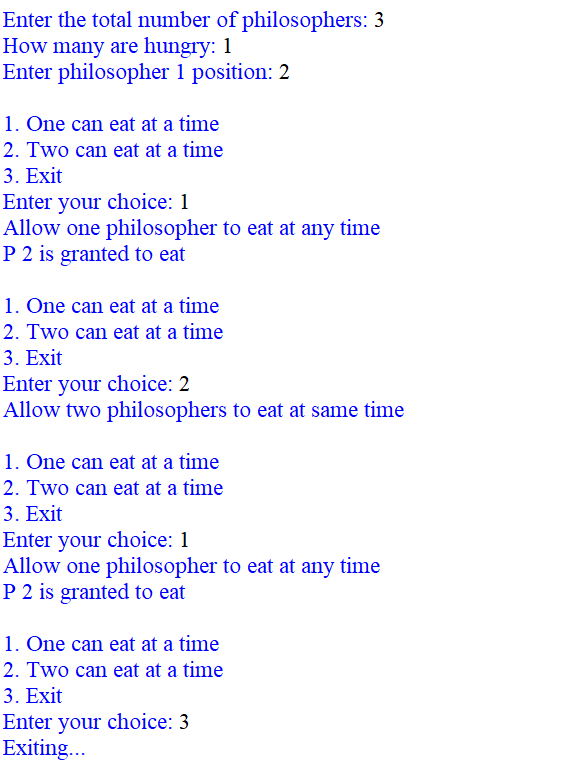 Enter the total number of philosophers: 3
How many are hungry: 1
Enter philosopher 1 position: 2

1. One can eat at a time
2. Two can eat at a time
3. Exit
Enter your choice: 1
Allow one philosopher to eat at any time
P 2 is granted to eat

1. One can eat at a time
2. Two can eat at a time
3. Exit
Enter your choice: 2
Allow two philosophers to eat at same time

1. One can eat at a time
2. Two can eat at a time
3. Exit
Enter your choice: 1
Allow one philosopher to eat at any time
P 2 is granted to eat

1. One can eat at a time
2. Two can eat at a time
3. Exit
Enter your choice: 3
Exiting...